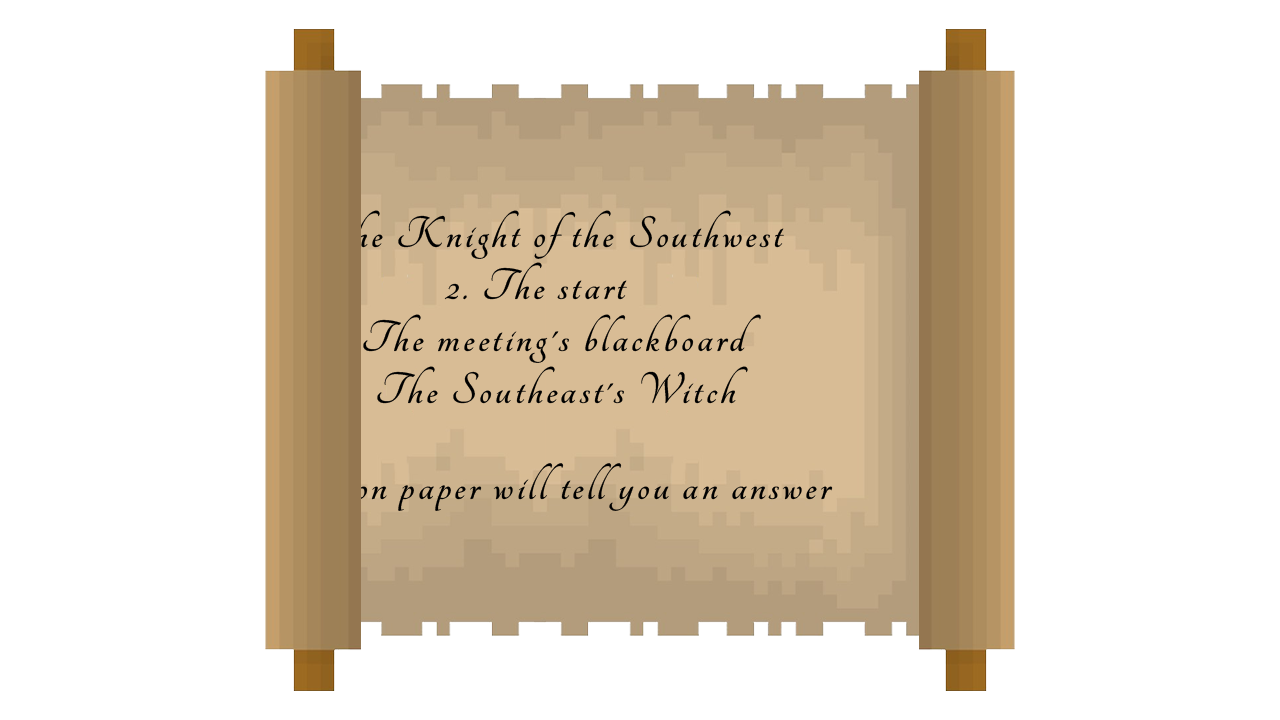 he Knight of the Southwest
2. The start
The meeting's blackboard
The Southeast's Witch
on paper will tell you an answer